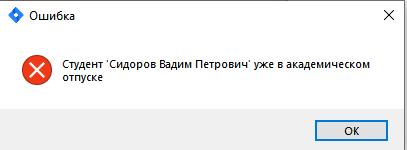 Ошибка
Студент 'Сидоров Вадим Петрович' уже в академическом
отпуске
OK